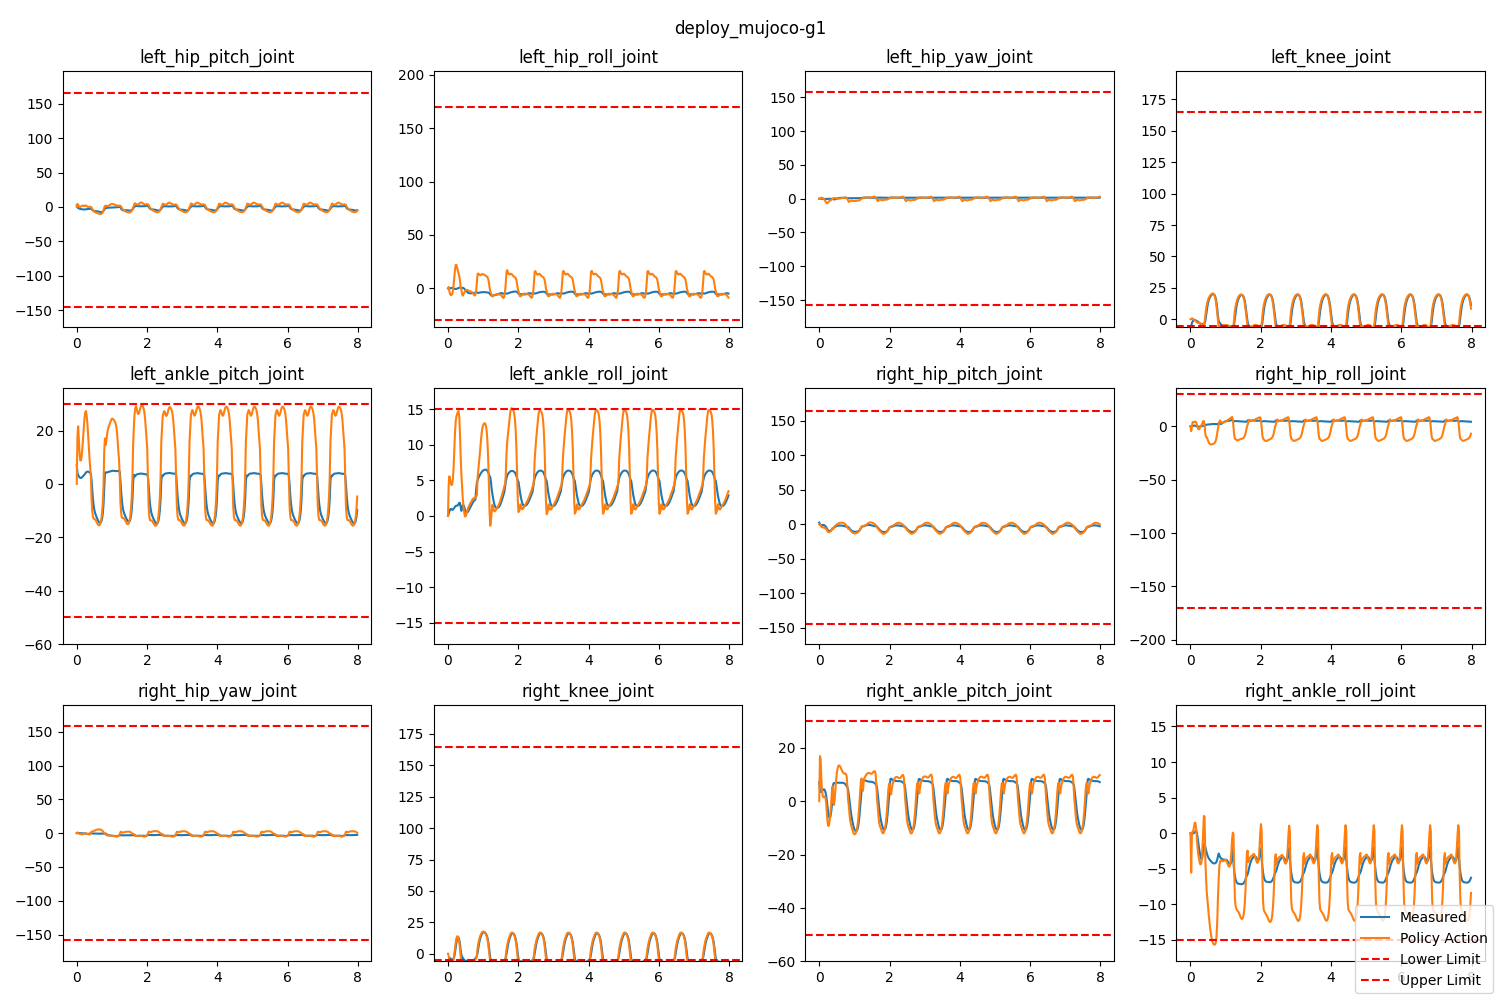 deploy_mujoco-g1
left_hip_pitch_joint
150
100
50
0
−50
−100
−150
0 2 4 6 8
left_hip_roll_joint
200
150
100
50
0
0 2 4 6 8
left_hip_yaw_joint
150
100
50
0
−50
−100
−150
0 2 4 6 8
left_knee_joint
175
150
125
100
75
50
25
0
0 2 4 6 8
left_ankle_pitch_joint
20
0
−20
−40
−60
0 2 4 6 8
left_ankle_roll_joint
15
10
5
0
−5
−10
−15
0 2 4 6 8
right_hip_pitch_joint
150
100
50
0
−50
−100
−150
0 2 4 6 8
right_hip_roll_joint
0
−50
−100
−150
−200
0 2 4 6 8
right_hip_yaw_joint
150
100
50
0
−50
−100
−150
0 2 4 6 8
right_knee_joint
175
150
125
100
75
50
25
0
0 2 4 6 8
right_ankle_pitch_joint
20
0
−20
−40
−60
0 2 4 6 8
right_ankle_roll_joint
15
10
5
0
−5
−10
−15
0 2 4 6 8
Measured
Policy Action
Lower Limit
Upper Limit